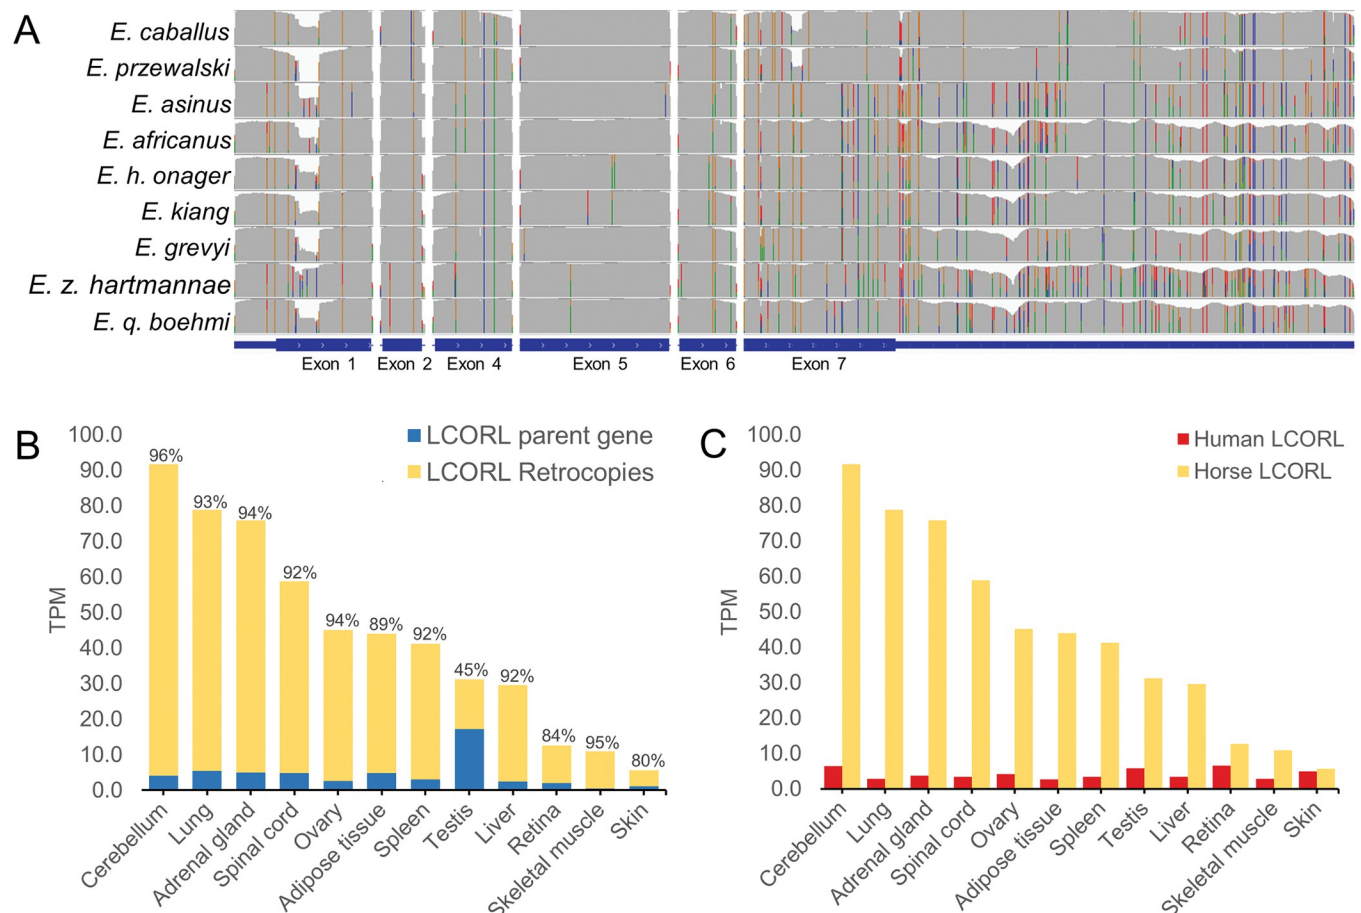 A
E. caballus
E. przewalski
E. asinus
E. africanus
E. h. onager
E. kiang
E. grevyi
E. z. hartmannae
E. q. boehmi
Exon 1
Exon 2
Exon 4
Exon 5
Exon 6
Exon 7
B
TPM
100.0
90.0
80.0
70.0
60.0
50.0
40.0
30.0
20.0
10.0
0.0
LCORL parent gene
LCORL Retrocopies
96%
93%
94%
92%
94%
89%
92%
45%
92%
84%
95%
80%
Cerebellum
Lung
Adrenal gland
Spinal cord
Ovary
Adipose tissue
Spleen
Testis
Liver
Retina
Skeletal muscle
Skin
C
TPM
100.0
90.0
80.0
70.0
60.0
50.0
40.0
30.0
20.0
10.0
0.0
Human LCORL
Horse LCORL
Cerebellum
Lung
Adrenal gland
Spinal cord
Ovary
Adipose tissue
Spleen
Testis
Liver
Retina
Skeletal muscle
Skin